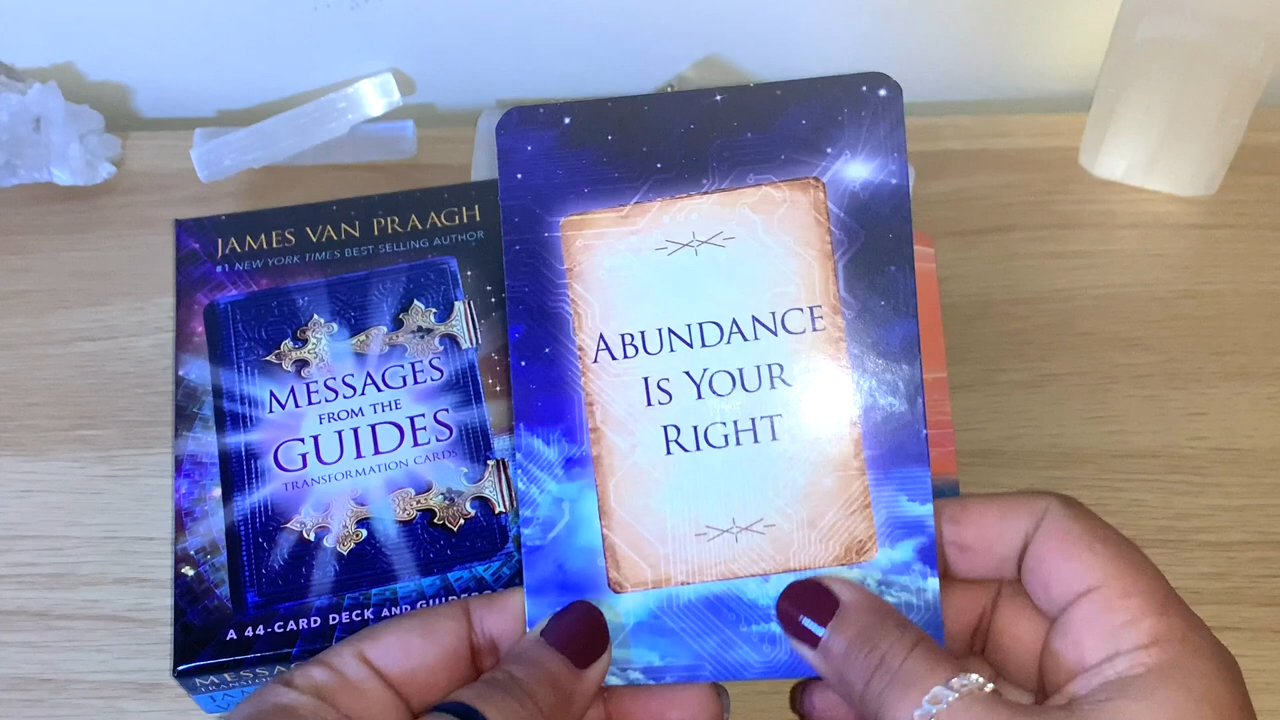 JAMES VAN PRAAGH
#1 NEW YORK TIMES BEST SELLING AUTHOR
MESSAGES
FROM THE
GUIDES
TRANSFORMATION CARDS
A 44-CARD DECK AND
ABUNDANCE
IS YOUR
RIGHT